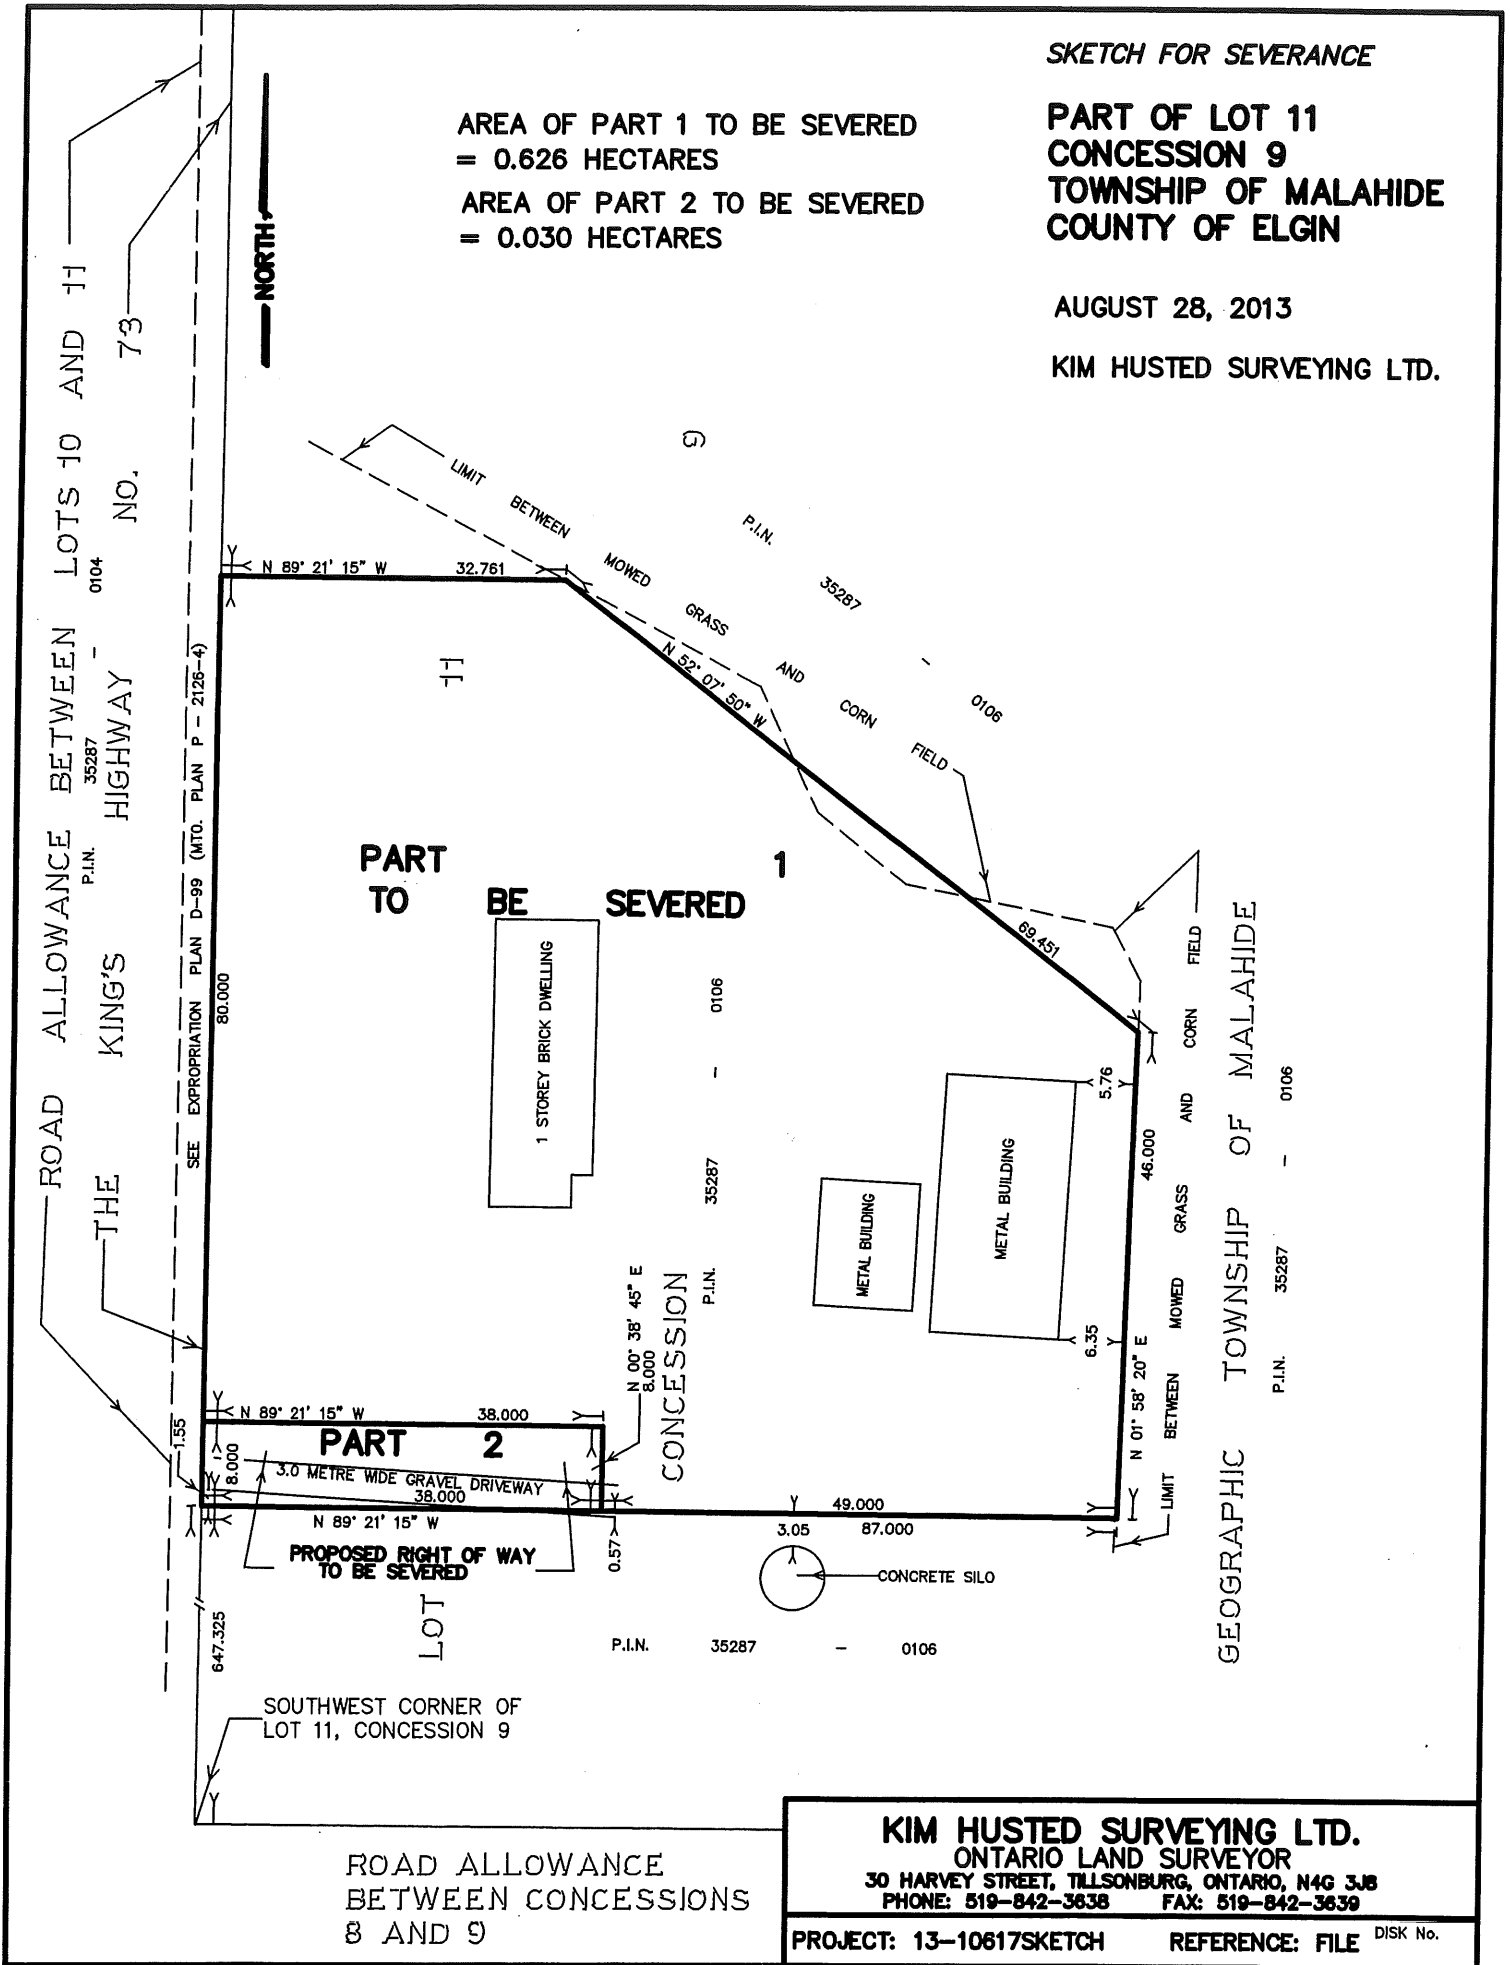 SKETCH FOR SEVERANCE
PART OF LOT 11
CONCESSION 9
TOWNSHIP OF MALAHIDE
COUNTY OF ELGIN
AUGUST 28, 2013
KIM HUSTED SURVEYING LTD.
AREA OF PART 1 TO BE SEVERED
= 0.626 HECTARES
AREA OF PART 2 TO BE SEVERED
= 0.030 HECTARES
NORTH
ROAD ALLOWANCE BETWEEN LOTS 10 AND 11
P.I.N. 35287 - 0104
THE KING'S HIGHWAY NO. 73
SEE EXPROPRIATION PLAN D-99 (MTO. PLAN P - 2126-4)
G
LIMIT BETWEEN MOWED GRASS AND CORN FIELD
P.I.N. 35287 - 0106
N 89° 21' 15" W 32.761
N 52° 07' 50" W
69.451
11
80.000
PART 1
TO BE SEVERED
1 STOREY BRICK DWELLING
P.I.N. 35287 - 0106
METAL BUILDING
METAL BUILDING
5.76
6.35
46.000
N 01° 58' 20" E
LIMIT BETWEEN MOWED GRASS AND CORN FIELD
GEOGRAPHIC TOWNSHIP OF MALAHIDE
P.I.N. 35287 - 0106
N 00° 38' 45" E
8.000
CONCESSION
N 89° 21' 15" W 38.000
1.55
8.000
PART 2
3.0 METRE WIDE GRAVEL DRIVEWAY
38.000
N 89° 21' 15" W
PROPOSED RIGHT OF WAY
TO BE SEVERED
0.57
49.000
3.05
87.000
CONCRETE SILO
LOT
P.I.N. 35287 - 0106
647.325
SOUTHWEST CORNER OF
LOT 11, CONCESSION 9
ROAD ALLOWANCE
BETWEEN CONCESSIONS
8 AND 9
KIM HUSTED SURVEYING LTD.
ONTARIO LAND SURVEYOR
30 HARVEY STREET, TILLSONBURG, ONTARIO, N4G 3J8
PHONE: 519-842-3638 FAX: 519-842-3639
PROJECT: 13-10617SKETCH REFERENCE: FILE DISK No.